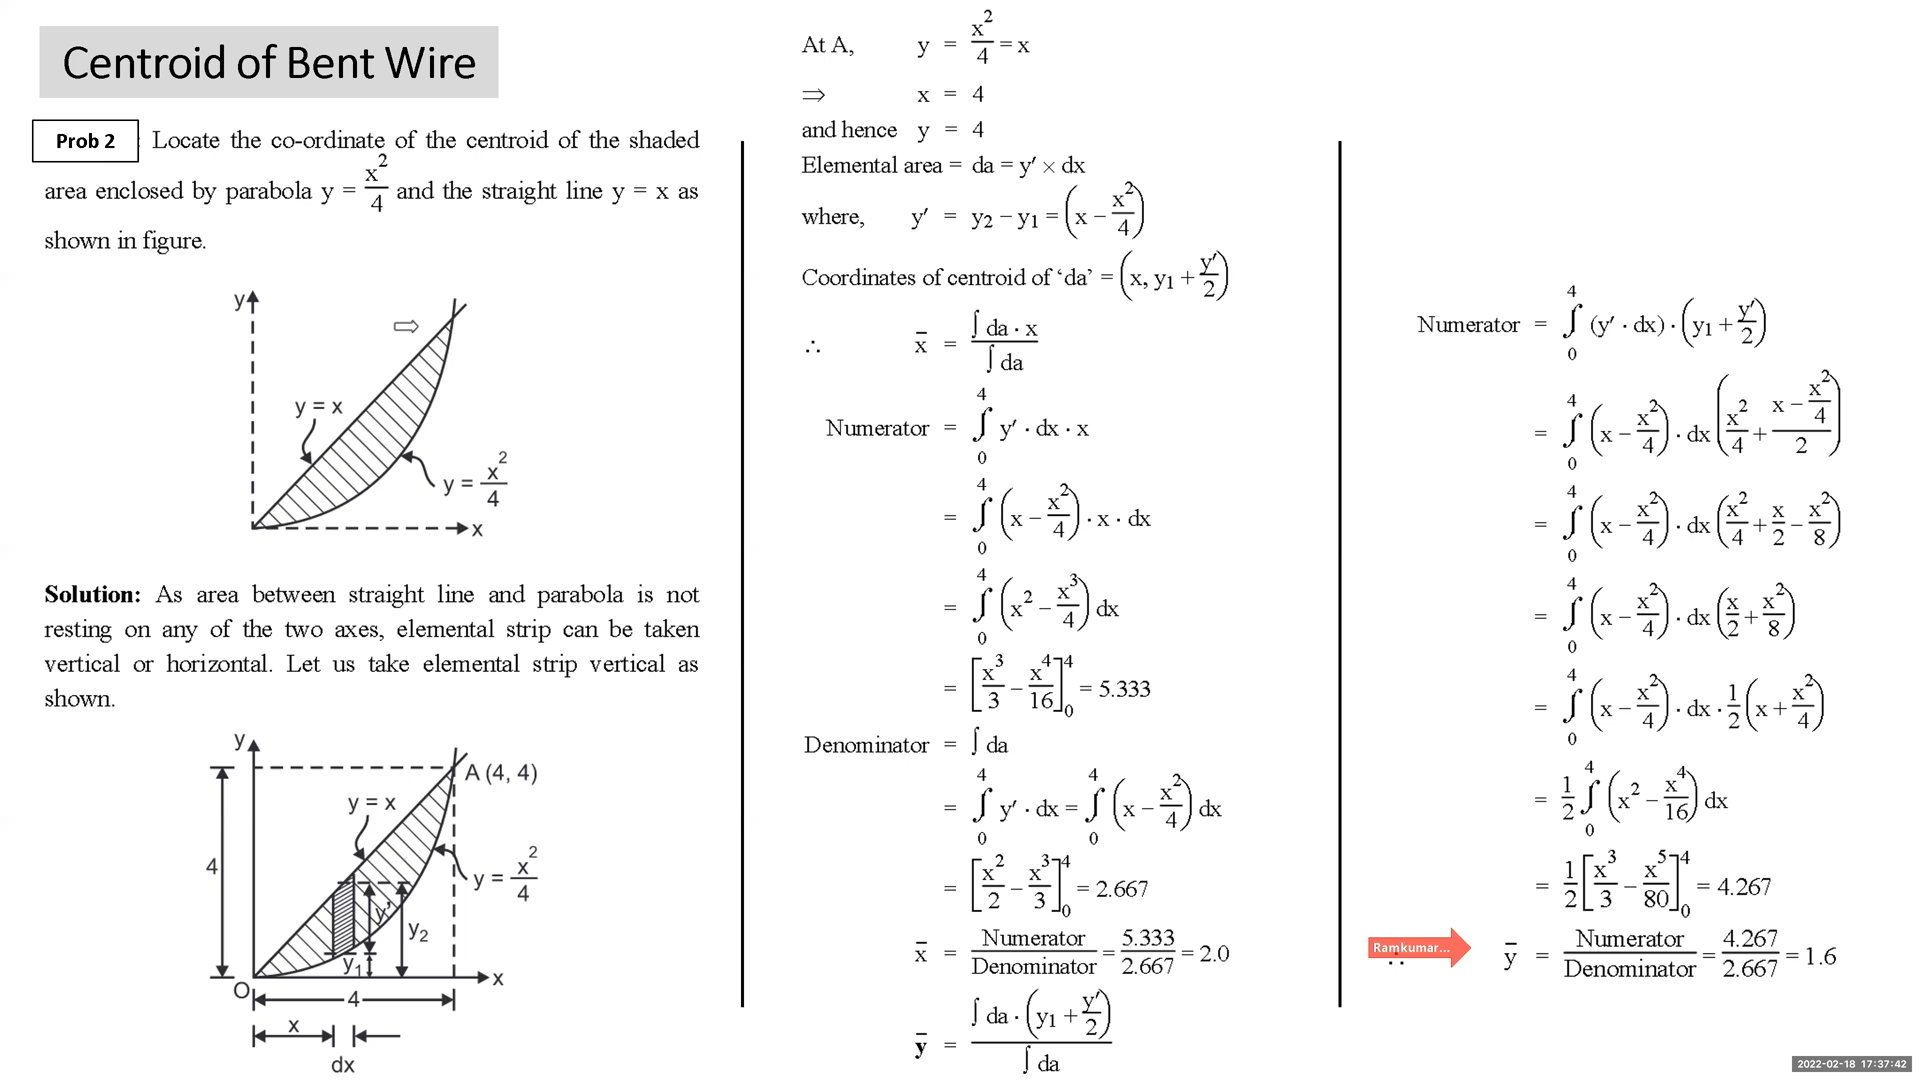 Centroid of Bent Wire
Prob 2 : Locate the co-ordinate of the centroid of the shaded
area enclosed by parabola y = x²/4 and the straight line y = x as
shown in figure.
y
y = x
y = x²/4
x
Solution: As area between straight line and parabola is not
resting on any of the two axes, elemental strip can be taken
vertical or horizontal. Let us take elemental strip vertical as
shown.
y
A (4, 4)
y = x
4
y = x²/4
y'
y₂
y₁
x
O
4
x
dx
At A, y = x²/4 = x
⇒ x = 4
and hence y = 4
Elemental area = da = y′ × dx
where, y′ = y₂ − y₁ = (x − x²/4)
Coordinates of centroid of ‘da’ = (x, y₁ + y′/2)
∴ x̄ = ∫ da · x / ∫ da
Numerator = ∫₀⁴ y′ · dx · x
= ∫₀⁴ (x − x²/4) · x · dx
= ∫₀⁴ (x² − x³/4) dx
= [x³/3 − x⁴/16]₀⁴ = 5.333
Denominator = ∫ da
= ∫₀⁴ y′ · dx = ∫₀⁴ (x − x²/4) dx
= [x²/2 − x³/3]₀⁴ = 2.667
x̄ = Numerator/Denominator = 5.333/2.667 = 2.0
ȳ = ∫ da · (y₁ + y′/2) / ∫ da
Numerator = ∫₀⁴ (y′ · dx) · (y₁ + y′/2)
= ∫₀⁴ (x − x²/4) · dx (x²/4 + (x − x²/4)/2)
= ∫₀⁴ (x − x²/4) · dx (x²/4 + x/2 − x²/8)
= ∫₀⁴ (x − x²/4) · dx (x/2 + x²/8)
= ∫₀⁴ (x − x²/4) · dx · 1/2 (x + x²/4)
= 1/2 ∫₀⁴ (x² − x⁴/16) dx
= 1/2 [x³/3 − x⁵/80]₀⁴ = 4.267
Ramkumar...
∴ ȳ = Numerator/Denominator = 4.267/2.667 = 1.6
2022-02-18 17:37:42